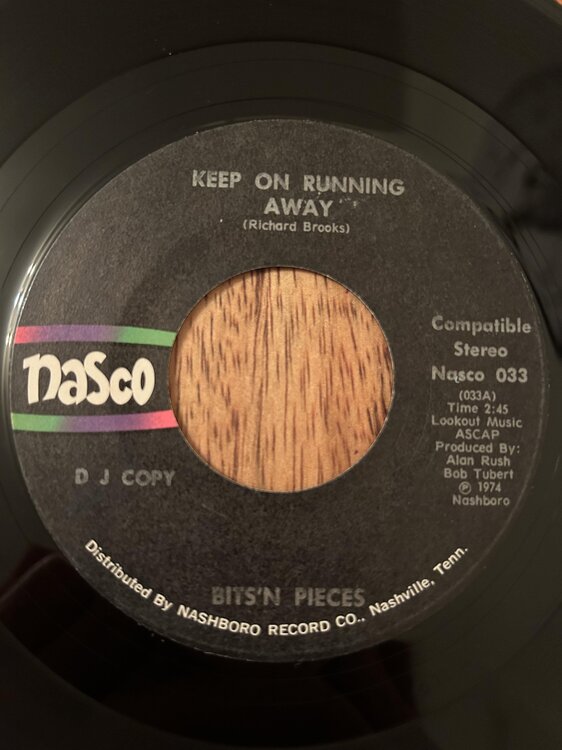 KEEP ON RUNNING
AWAY
(Richard Brooks)
nasco
Compatible
Stereo
Nasco 033
(033A)
Time 2:45
Lookout Music
ASCAP
Produced By:
Alan Rush
Bob Tubert
℗ 1974
Nashboro
D J COPY
BITS'N PIECES
Distributed By NASHBORO RECORD CO., Nashville, Tenn.